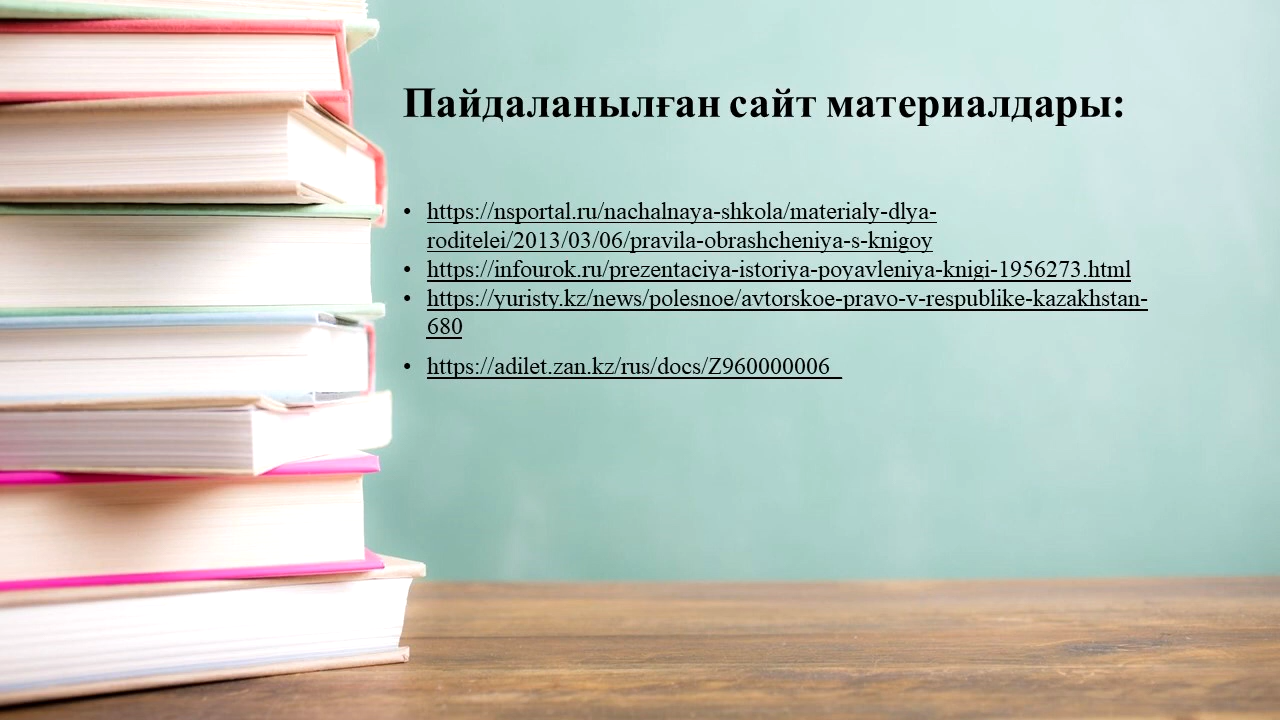 Пайдаланылған сайт материалдары:
• https://nsportal.ru/nachalnaya-shkola/materialy-dlya-
roditelei/2013/03/06/pravila-obrashcheniya-s-knigoy
• https://infourok.ru/prezentaciya-istoriya-poyavleniya-knigi-1956273.html
• https://yuristy.kz/news/polesnoe/avtorskoe-pravo-v-respublike-kazakhstan-
680
• https://adilet.zan.kz/rus/docs/Z960000006_